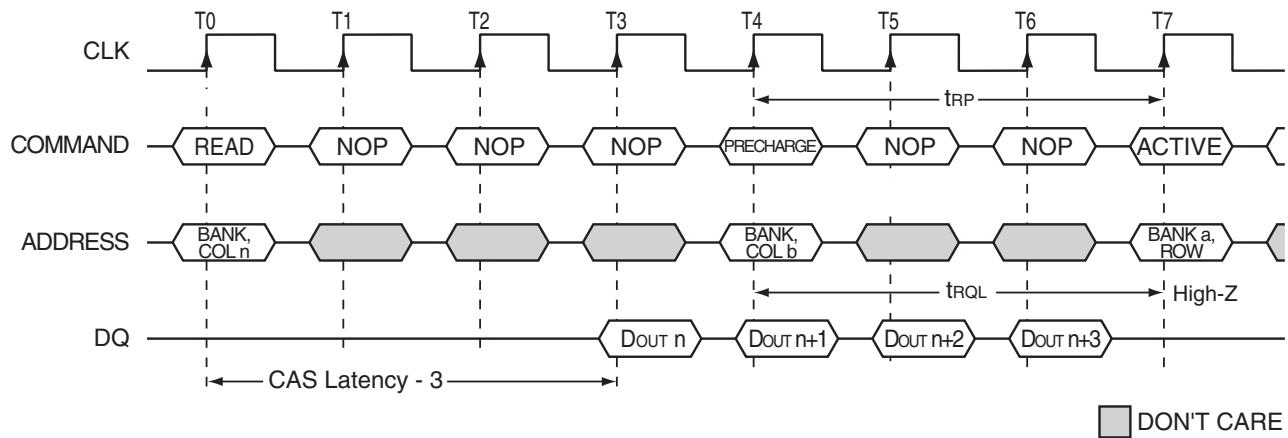 T0 T1 T2 T3 T4 T5 T6 T7
CLK
tRP
COMMAND READ NOP NOP NOP PRECHARGE NOP NOP ACTIVE
ADDRESS BANK, COL n BANK, COL b BANK a, ROW
tRQL High-Z
DQ DOUT n DOUT n+1 DOUT n+2 DOUT n+3
CAS Latency - 3
DON'T CARE